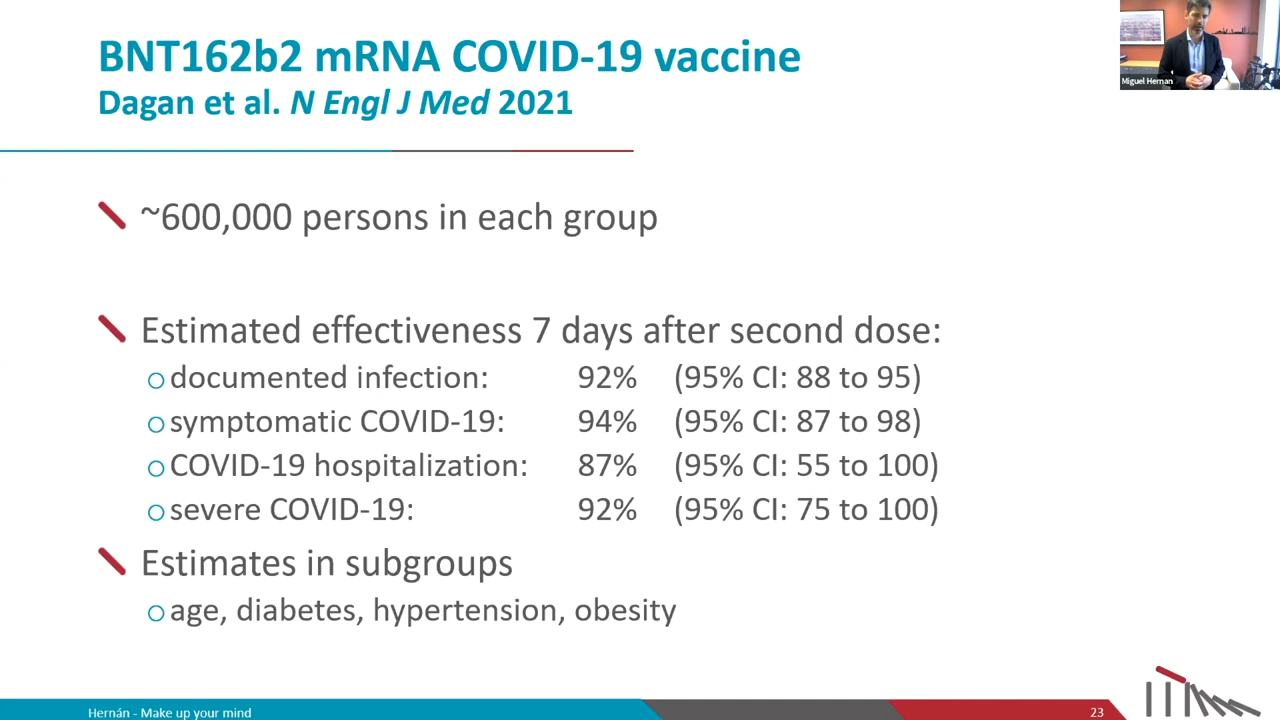 BNT162b2 mRNA COVID-19 vaccine
Dagan et al. N Engl J Med 2021
Miguel Hernan
~600,000 persons in each group
Estimated effectiveness 7 days after second dose:
documented infection: 92% (95% CI: 88 to 95)
symptomatic COVID-19: 94% (95% CI: 87 to 98)
COVID-19 hospitalization: 87% (95% CI: 55 to 100)
severe COVID-19: 92% (95% CI: 75 to 100)
Estimates in subgroups
age, diabetes, hypertension, obesity
Hernán - Make up your mind
23